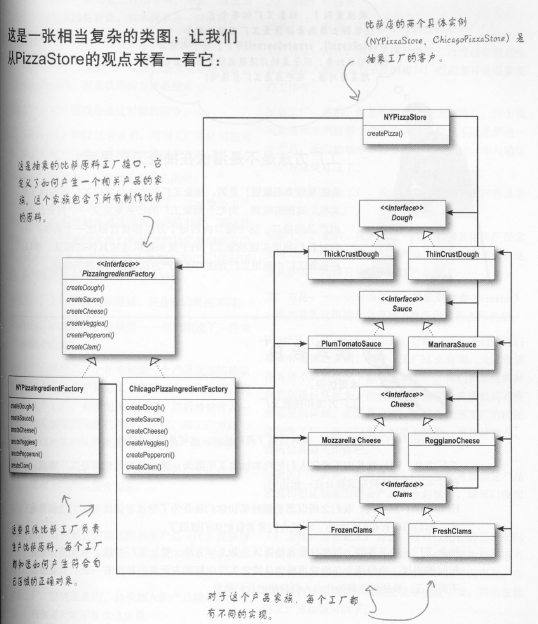 这是一张相当复杂的类图；让我们
从PizzaStore的观点来看一看它：
比萨店的两个具体实例
(NYPizzaStore、ChicagoPizzaStore) 是
抽象工厂的客户。
NYPizzaStore
createPizza()
这是抽象的比萨原料工厂接口，它
定义了如何产生一个相关产品的家
族。这个家族包含了所有制作比萨
的原料。
<<interface>>
Dough
ThickCrustDough
ThinCrustDough
<<interface>>
PizzaIngredientFactory
createDough()
createSauce()
createCheese()
createVeggies()
createPepperoni()
createClam()
<<interface>>
Sauce
PlumTomatoSauce
MarinaraSauce
<<interface>>
Cheese
NYPizzaIngredientFactory
createDough()
createSauce()
createCheese()
createVeggies()
createPepperoni()
createClam()
ChicagoPizzaIngredientFactory
createDough()
createSauce()
createCheese()
createVeggies()
createPepperoni()
createClam()
Mozzarella Cheese
ReggianoCheese
<<interface>>
Clams
FrozenClams
FreshClams
这些具体比萨工厂负责
生产比萨原料，每个工厂
都知道如何产生符合自
己区域的正确对象。
对于这个产品家族，每个工厂都
有不同的实现。